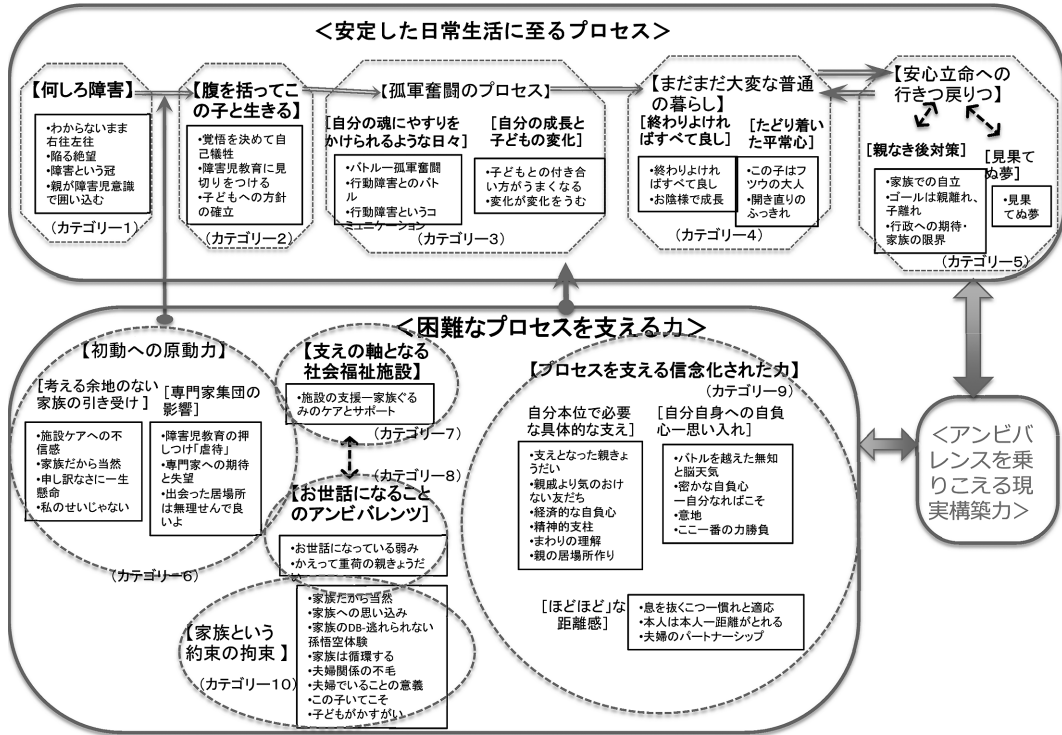 ＜安定した日常生活に至るプロセス＞
【何しろ障害】
•わからないまま
右往左往
•陥る絶望
•障害という冠
•親が障害児意識
で囲い込む
(カテゴリー1)
【腹を括ってこ
の子と生きる】
•覚悟を決めて自
己犠牲
•障害児教育に見
切りをつける
•子どもへの方針
の確立
(カテゴリー2)
【孤軍奮闘のプロセス】
[自分の魂にやすりを
かけられるような日々]
•バトルー孤軍奮闘
•行動障害とのバト
ル
•行動障害というコ
ミュニケーション
[自分の成長と
子どもの変化]
•子どもとの付き合
い方がうまくなる
•変化が変化をうむ
(カテゴリー3)
【まだまだ大変な普通
の暮らし】
[終わりよけれ
ばすべて良し]
•終わりよけれ
ばすべて良し
•お陰様で成長
[たどり着い
た平常心]
•この子はフ
ツウの大人
•開き直りの
ふっきれ
(カテゴリー4)
【安心立命への
行きつ戻りつ】
[親なき後対策]
•家族での自立
•ゴールは親離れ、
子離れ
•行政への期待・
家族の限界
[見果て
ぬ夢]
•見果
てぬ夢
(カテゴリー5)
＜困難なプロセスを支える力＞
【初動への原動力】
[考える余地のない
家族の引き受け]
•施設ケアへの不
信感
•家族だから当然
•申し訳なさに一生
懸命
•私のせいじゃない
[専門家集団の
影響]
•障害児教育の押
しつけ「虐待」
•専門家への期待
と失望
•出会った居場所
は無理せんで良
いよ
(カテゴリー6)
【支えの軸となる
社会福祉施設】
•施設の支援ー家族ぐる
みのケアとサポート
(カテゴリー7)
(カテゴリー8)
【お世話になること
のアンビバレンツ]
•お世話になっている弱み
•かえって重荷の親きょうだ
い
【家族という
約束の拘束 】
(カテゴリー10)
•家族だから当然
•家族への思い込み
•家族のDB-逃れられない
孫悟空体験
•家族は循環する
•夫婦関係の不毛
•夫婦でいることの意義
•この子いてこそ
•子どもがかすがい
【プロセスを支える信念化された力】
(カテゴリー9)
自分本位で必要
な具体的な支え]
•支えとなった親きょ
うだい
•親戚より気のおけ
ない友だち
•経済的な自負心
•精神的支柱
•まわりの理解
•親の居場所作り
[自分自身への自負
心ー思い入れ]
•バトルを越えた無知
と脳天気
•密かな自負心
ー自分なればこそ
•意地
•ここ一番の力勝負
[ほどほど」な
距離感]
•息を抜くこつー慣れと適応
•本人は本人ー距離がとれる
•夫婦のパートナーシップ
＜アンビバ
レンスを乗
りこえる現
実構築力＞